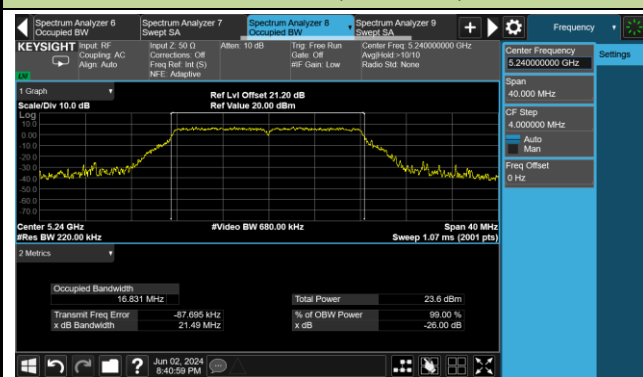 Spectrum Analyzer 6
Occupied BW
Spectrum Analyzer 7
Swept SA
Spectrum Analyzer 8
Occupied BW
Spectrum Analyzer 9
Swept SA
Frequency
KEYSIGHT
Input: RF
Coupling: AC
Align: Auto
Input Z: 50 Ω
Corrections: Off
Freq Ref: Int (S)
NFE: Adaptive
Atten: 10 dB
Trig: Free Run
Gate: Off
#IF Gain: Low
Center Freq: 5.240000000 GHz
Avg|Hold:>10/10
Radio Std: None
LXI
Center Frequency
5.240000000 GHz
Settings
Span
40.000 MHz
CF Step
4.000000 MHz
Auto
Man
Freq Offset
0 Hz
1 Graph
Scale/Div 10.0 dB
Ref Lvl Offset 21.20 dB
Ref Value 20.00 dBm
Log
10.0
0.00
-10.0
-20.0
-30.0
-40.0
-50.0
-60.0
-70.0
Center 5.24 GHz
#Video BW 680.00 kHz
Span 40 MHz
#Res BW 220.00 kHz
Sweep 1.07 ms (2001 pts)
2 Metrics
Occupied Bandwidth
16.831 MHz
Total Power
23.6 dBm
Transmit Freq Error
-87.695 kHz
% of OBW Power
99.00 %
x dB Bandwidth
21.49 MHz
x dB
-26.00 dB
?
Jun 02, 2024
8:40:59 PM